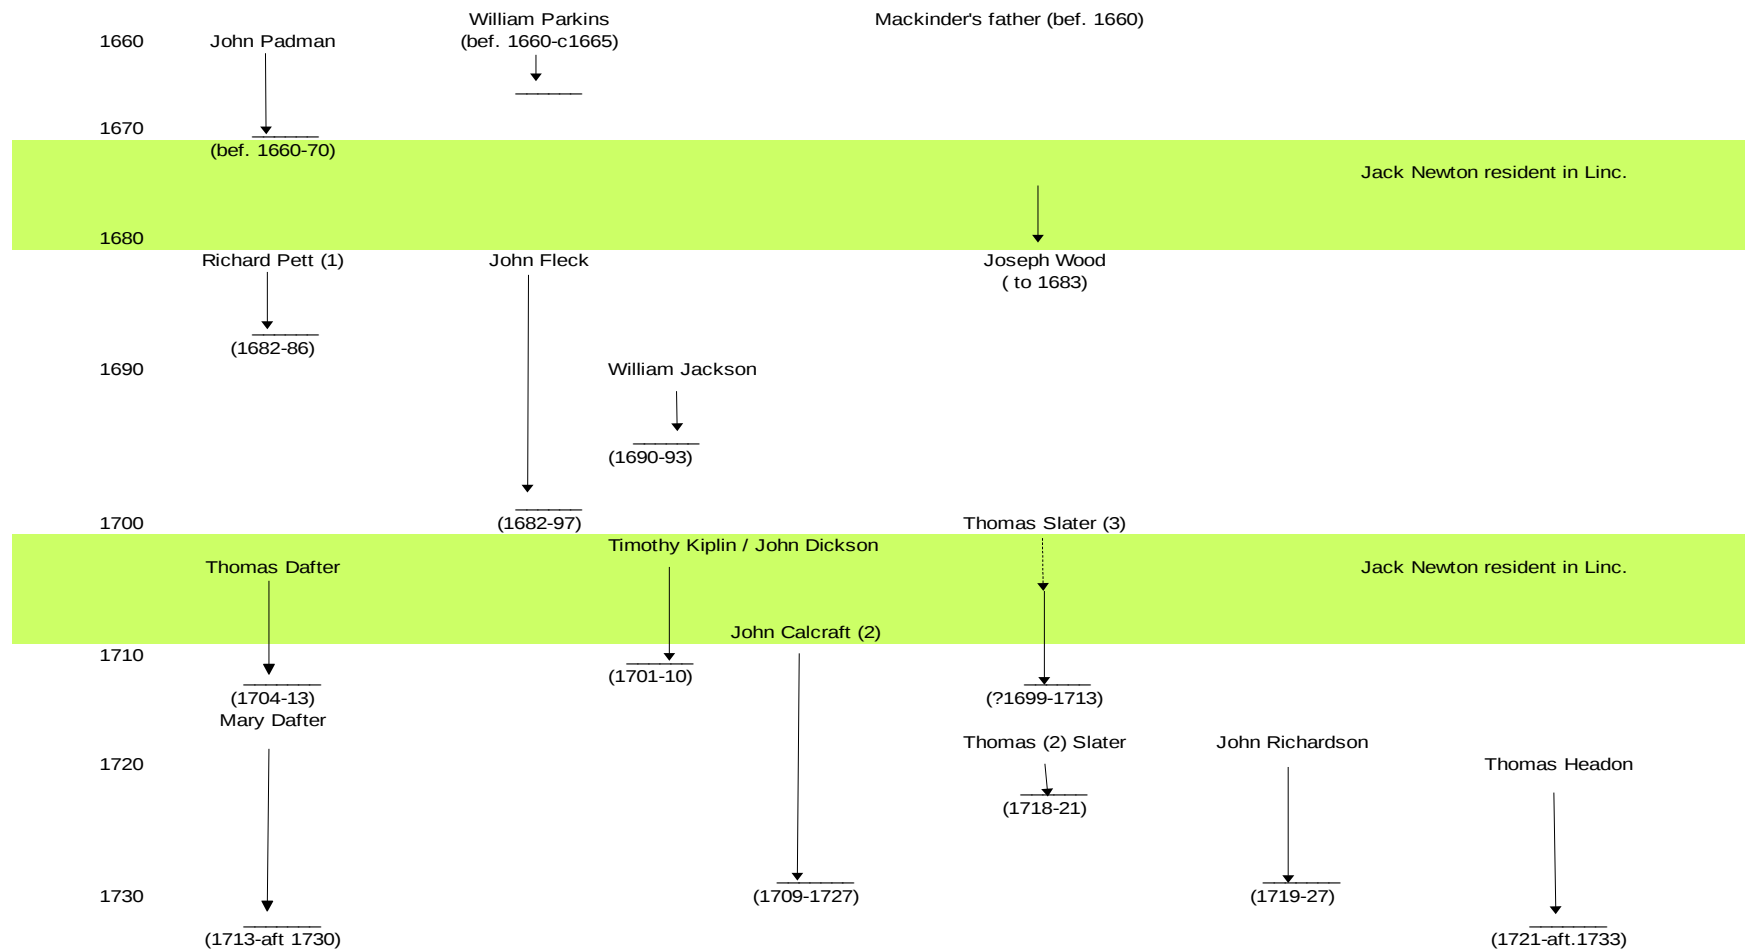 William Parkins
Mackinder's father (bef. 1660)
1660
John Padman
(bef. 1660-c1665)
1670
(bef. 1660-70)
Jack Newton resident in Linc.
1680
Richard Pett (1)
John Fleck
Joseph Wood
( to 1683)
(1682-86)
1690
William Jackson
(1690-93)
1700
(1682-97)
Thomas Slater (3)
Timothy Kiplin / John Dickson
Thomas Dafter
Jack Newton resident in Linc.
John Calcraft (2)
1710
(1701-10)
(1704-13)
(?1699-1713)
Mary Dafter
Thomas (2) Slater
John Richardson
1720
Thomas Headon
(1718-21)
1730
(1709-1727)
(1719-27)
(1713-aft 1730)
(1721-aft.1733)